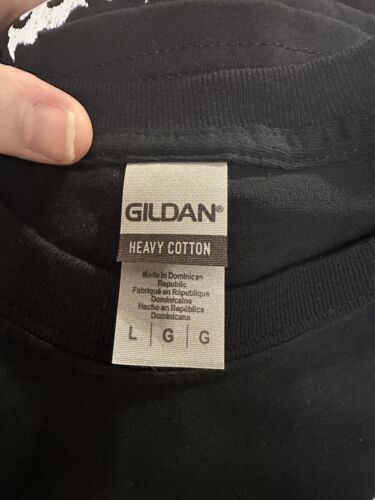 GILDAN®
HEAVY COTTON
Made in Dominican
Republic
Fabriqué en République
Dominicaine
Hecho en República
Dominicana
L | G | G